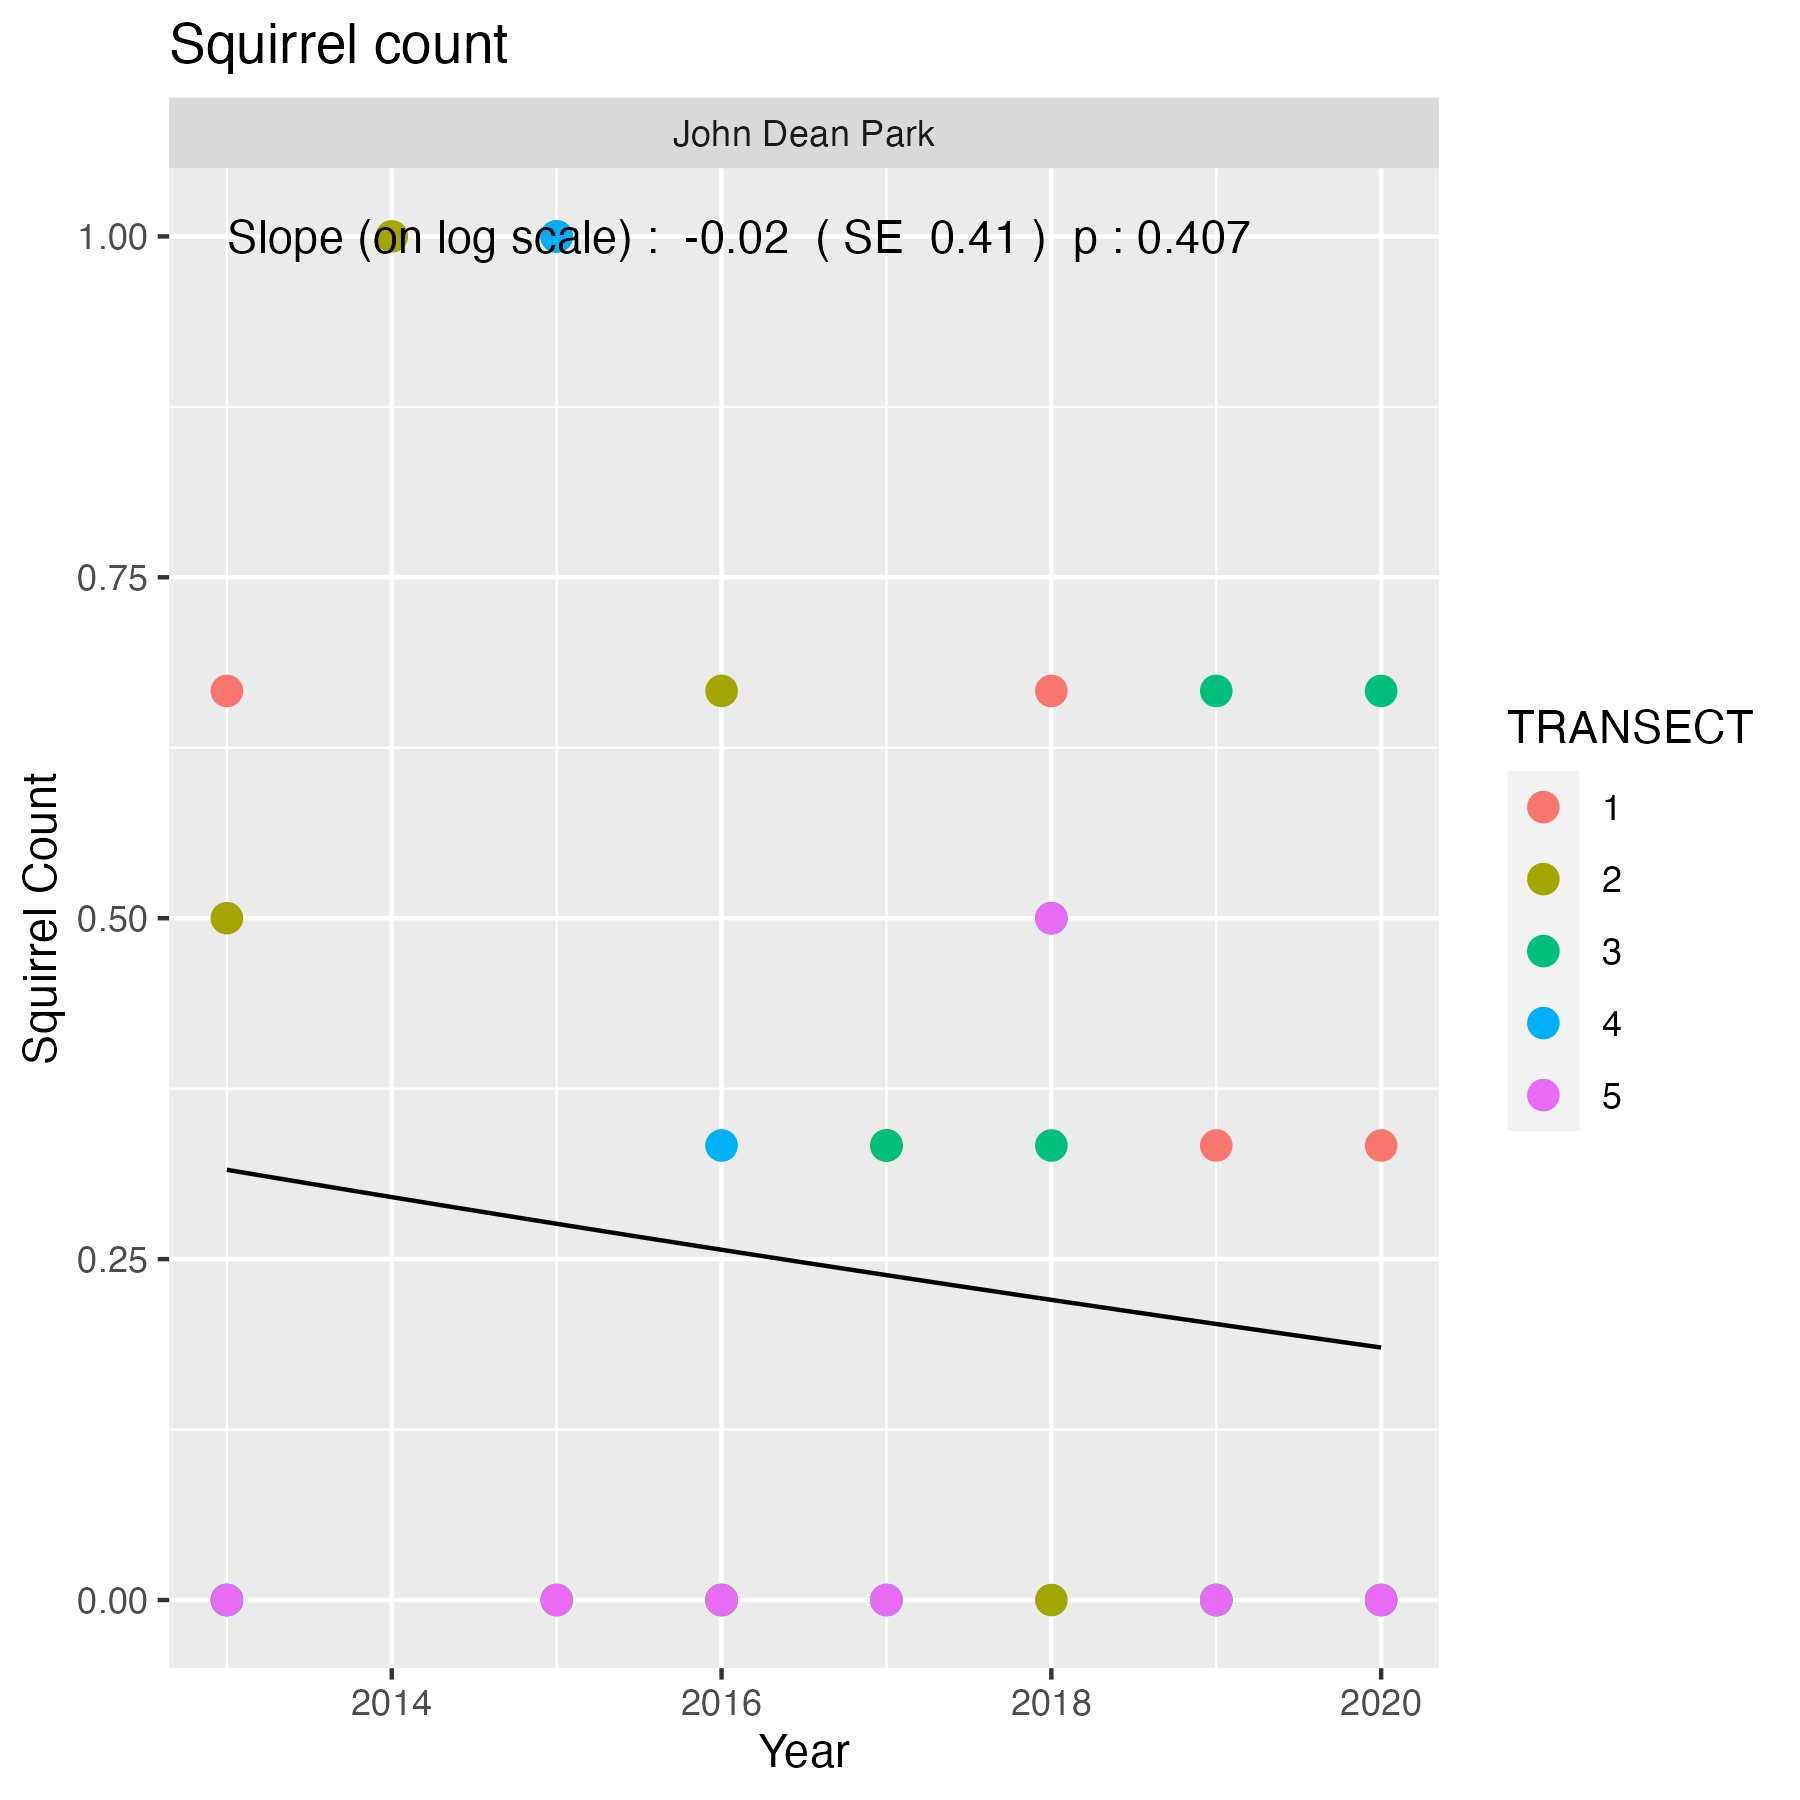 Squirrel count
John Dean Park
Slope (on log scale) : -0.02 ( SE 0.41 ) p : 0.407
1.00
0.75
0.50
0.25
0.00
Squirrel Count
2014 2016 2018 2020
Year
TRANSECT
1
2
3
4
5